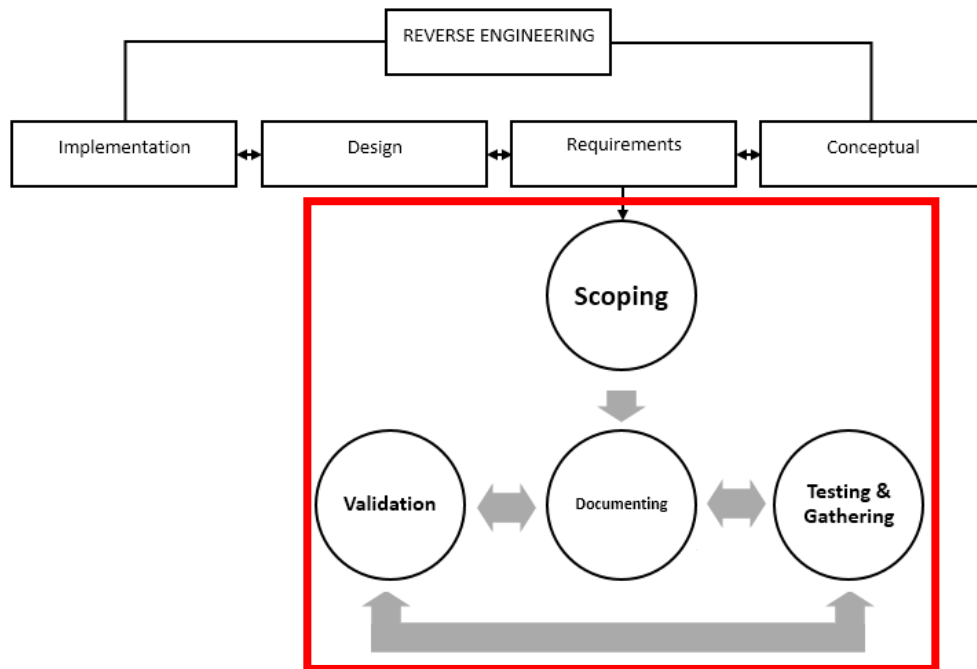 REVERSE ENGINEERING
Implementation
Design
Requirements
Conceptual
Scoping
Validation
Documenting
Testing &
Gathering